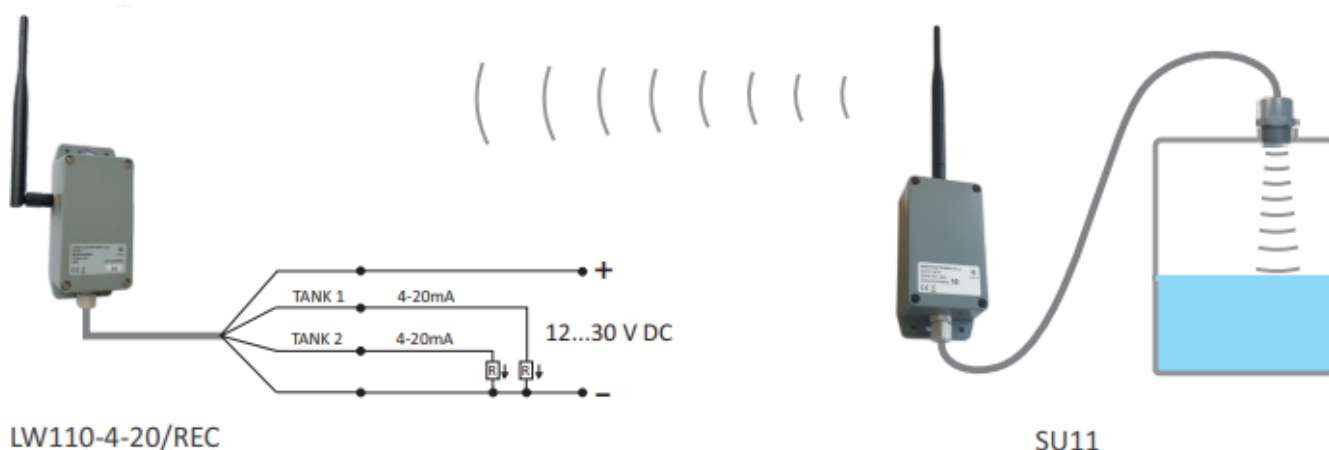 +
TANK 1 4-20mA
12...30 V DC
TANK 2 4-20mA
R R
–
LW110-4-20/REC
SU11